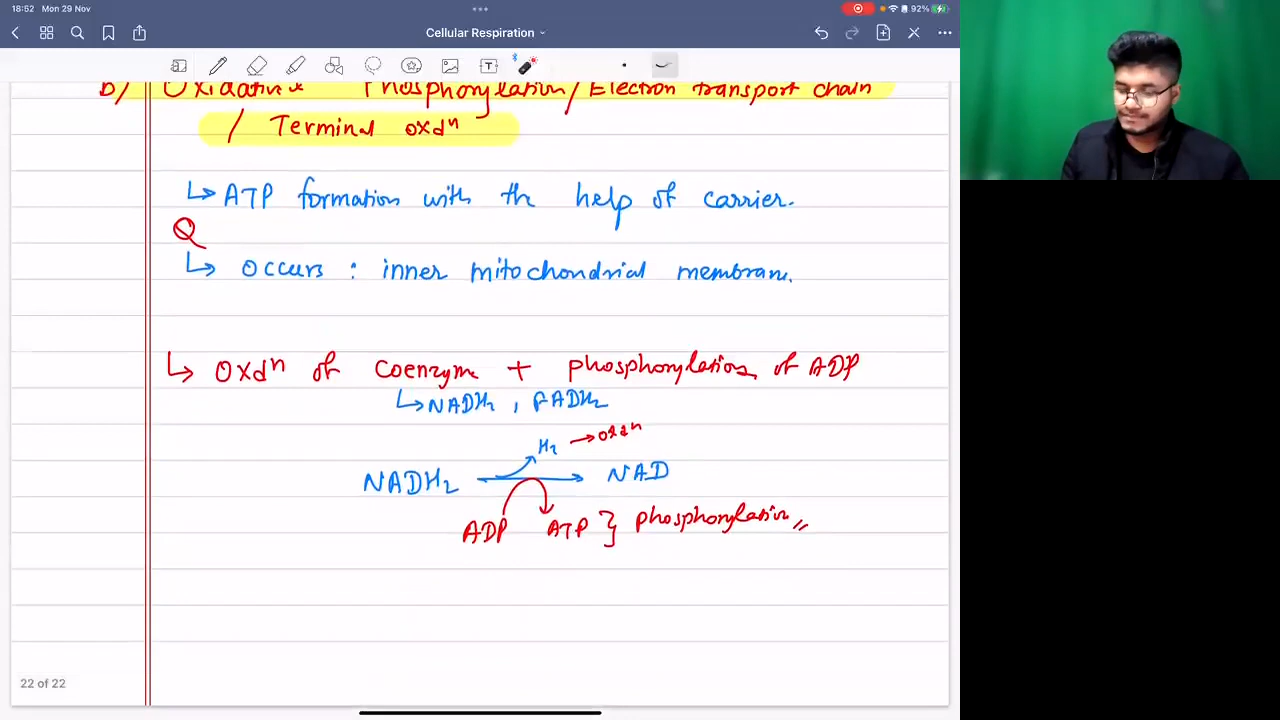 18:52 Mon 29 Nov
92%
Cellular Respiration
b) Oxidative Phosphorylation / Electron transport chain
/ Terminal oxdⁿ
↳ ATP formation with the help of carrier.
Q
↳ occurs : inner mitochondrial membrane.
↳ oxdⁿ of coenzyme + phosphorylation of ADP
↳ NADH₂ , FADH₂
H₂ → oxdⁿ
NADH₂ → NAD
ADP ATP } phosphorylation //
22 of 22